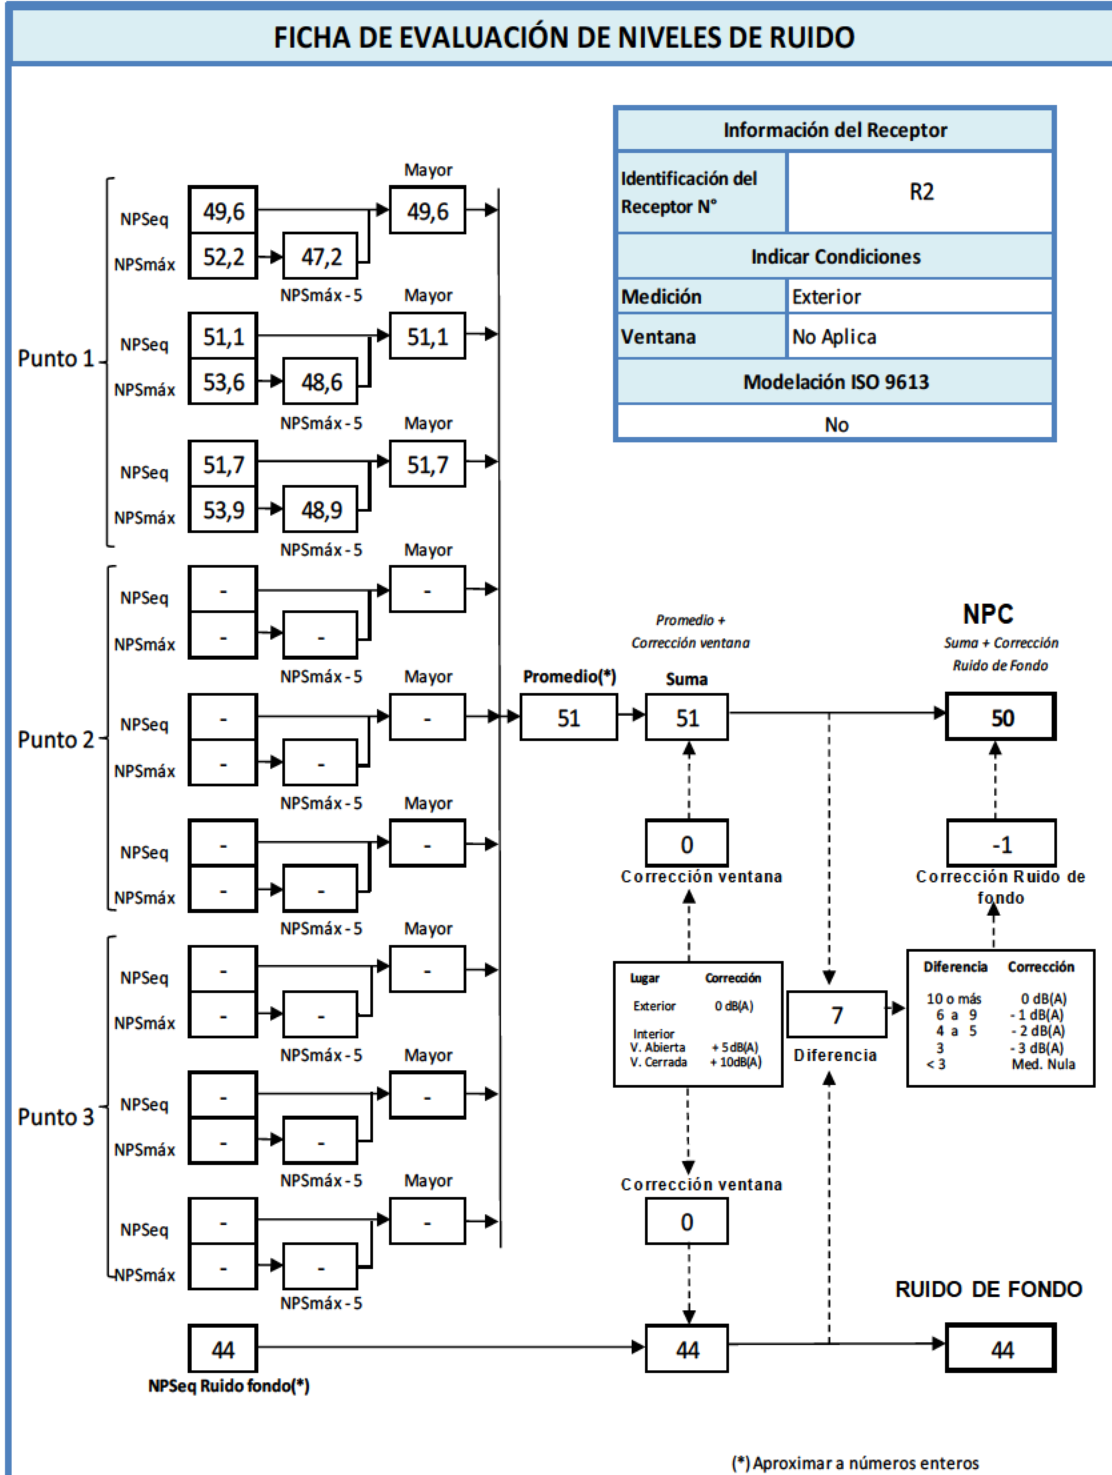 FICHA DE EVALUACIÓN DE NIVELES DE RUIDO
Información del Receptor
Identificación del
Receptor N°
R2
Indicar Condiciones
Medición
Exterior
Ventana
No Aplica
Modelación ISO 9613
No
Punto 1
Mayor
NPSeq
49,6
49,6
NPSmáx
52,2
47,2
NPSmáx - 5
Mayor
NPSeq
51,1
51,1
NPSmáx
53,6
48,6
NPSmáx - 5
Mayor
NPSeq
51,7
51,7
NPSmáx
53,9
48,9
NPSmáx - 5
Punto 2
Mayor
NPSeq
-
-
NPSmáx
-
-
NPSmáx - 5
Mayor
NPSeq
-
-
NPSmáx
-
-
NPSmáx - 5
Mayor
NPSeq
-
-
NPSmáx
-
-
NPSmáx - 5
Punto 3
Mayor
NPSeq
-
-
NPSmáx
-
-
NPSmáx - 5
Mayor
NPSeq
-
-
NPSmáx
-
-
NPSmáx - 5
Mayor
NPSeq
-
-
NPSmáx
-
-
NPSmáx - 5
Promedio(*)
51
Promedio +
Corrección ventana
Suma
51
NPC
Suma + Corrección
Ruido de Fondo
50
0
Corrección ventana
-1
Corrección Ruido de
fondo
Lugar Corrección
Exterior 0 dB(A)
Interior
V. Abierta + 5dB(A)
V. Cerrada + 10dB(A)
7
Diferencia
Diferencia Corrección
10 o más 0 dB(A)
6 a 9 - 1 dB(A)
4 a 5 - 2 dB(A)
3 - 3 dB(A)
< 3 Med. Nula
Corrección ventana
0
RUIDO DE FONDO
44
44
44
NPSeq Ruido fondo(*)
(*) Aproximar a números enteros